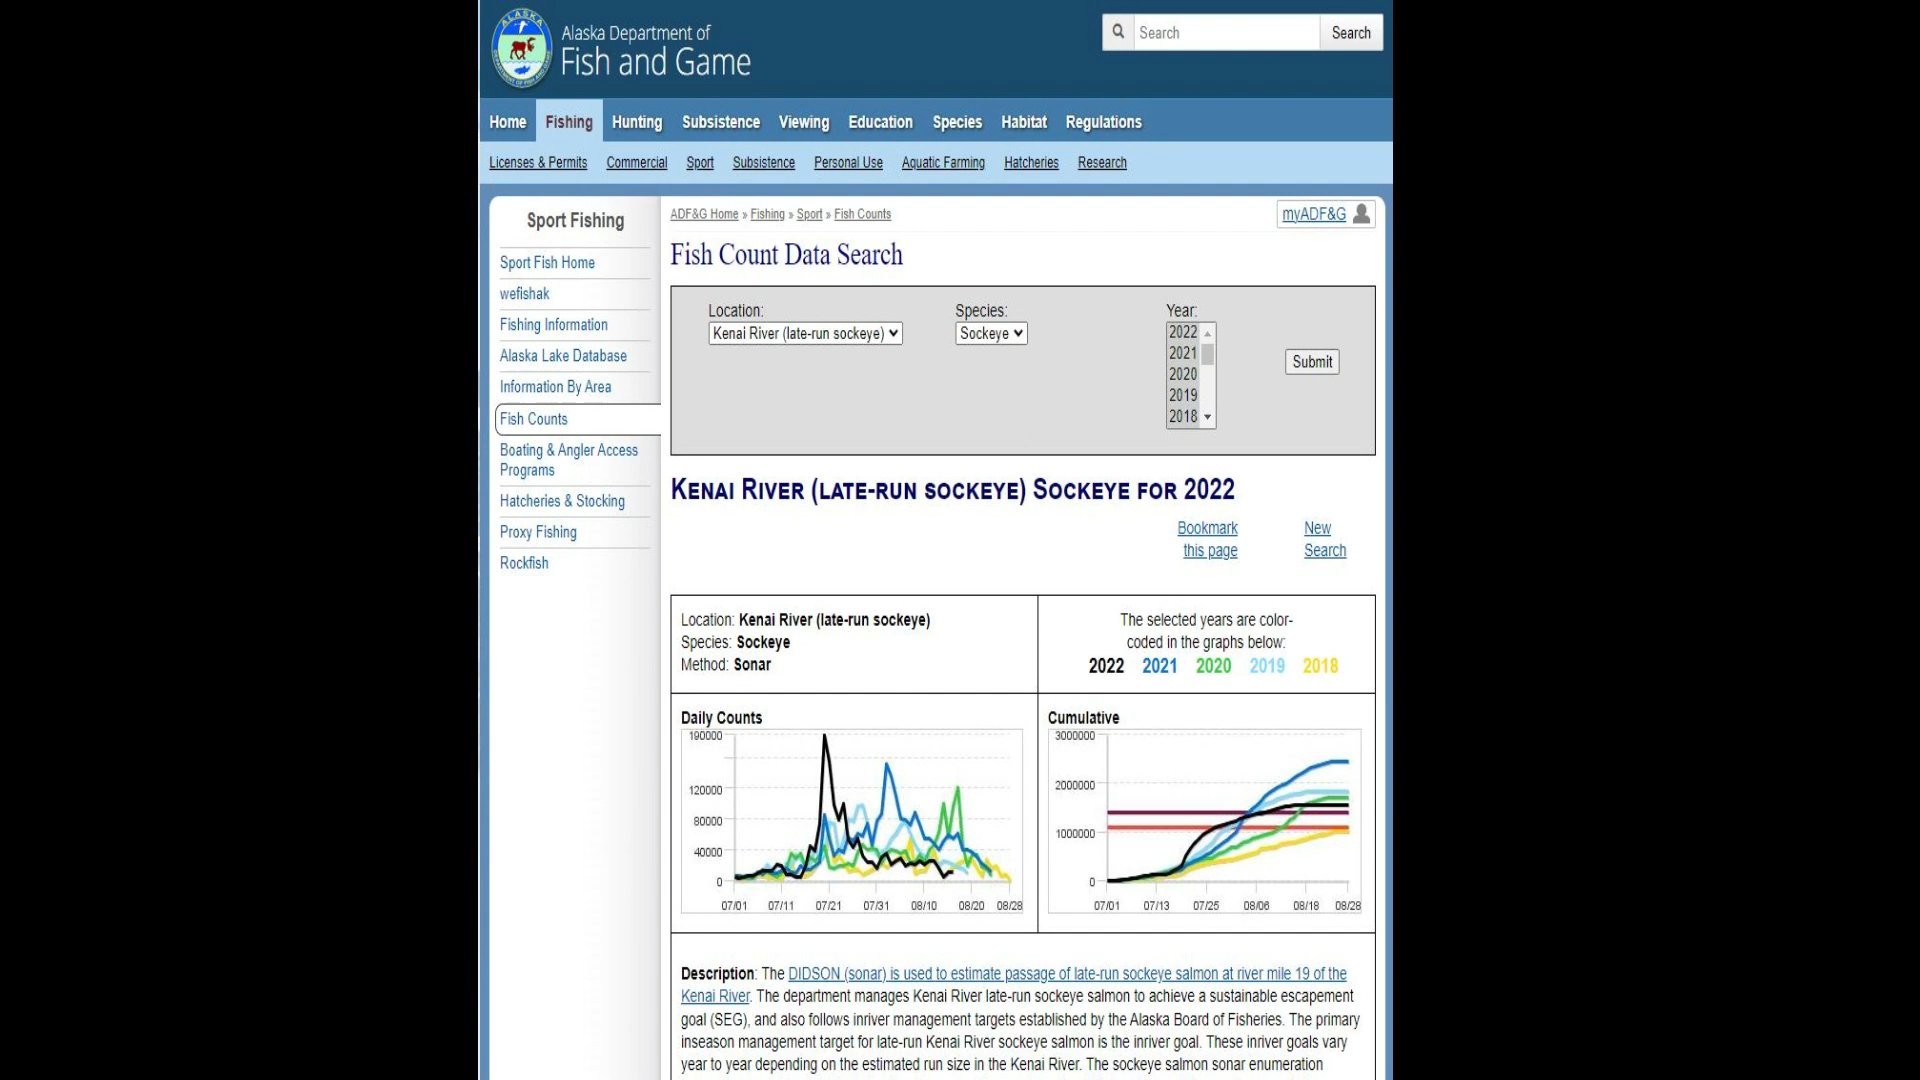 ALASKA
Alaska Department of
Fish and Game
Search
Search
Home Fishing Hunting Subsistence Viewing Education Species Habitat Regulations
Licenses & Permits Commercial Sport Subsistence Personal Use Aquatic Farming Hatcheries Research
Sport Fishing
Sport Fish Home
wefishak
Fishing Information
Alaska Lake Database
Information By Area
Fish Counts
Boating & Angler Access
Programs
Hatcheries & Stocking
Proxy Fishing
Rockfish
ADF&G Home » Fishing » Sport » Fish Counts
myADF&G
Fish Count Data Search
Location: Species: Year:
Kenai River (late-run sockeye) Sockeye
2022
2021
2020
2019
2018
Submit
KENAI RIVER (LATE-RUN SOCKEYE) SOCKEYE FOR 2022
Bookmark
this page
New
Search
Location: Kenai River (late-run sockeye)
Species: Sockeye
Method: Sonar
The selected years are color-
coded in the graphs below:
2022 2021 2020 2019 2018
Daily Counts
190000
120000
80000
40000
0
07/01 07/11 07/21 07/31 08/10 08/20 08/28
Cumulative
3000000
2000000
1000000
0
07/01 07/13 07/25 08/06 08/18 08/28
Description: The DIDSON (sonar) is used to estimate passage of late-run sockeye salmon at river mile 19 of the
Kenai River. The department manages Kenai River late-run sockeye salmon to achieve a sustainable escapement
goal (SEG), and also follows inriver management targets established by the Alaska Board of Fisheries. The primary
inseason management target for late-run Kenai River sockeye salmon is the inriver goal. These inriver goals vary
year to year depending on the estimated run size in the Kenai River. The sockeye salmon sonar enumeration